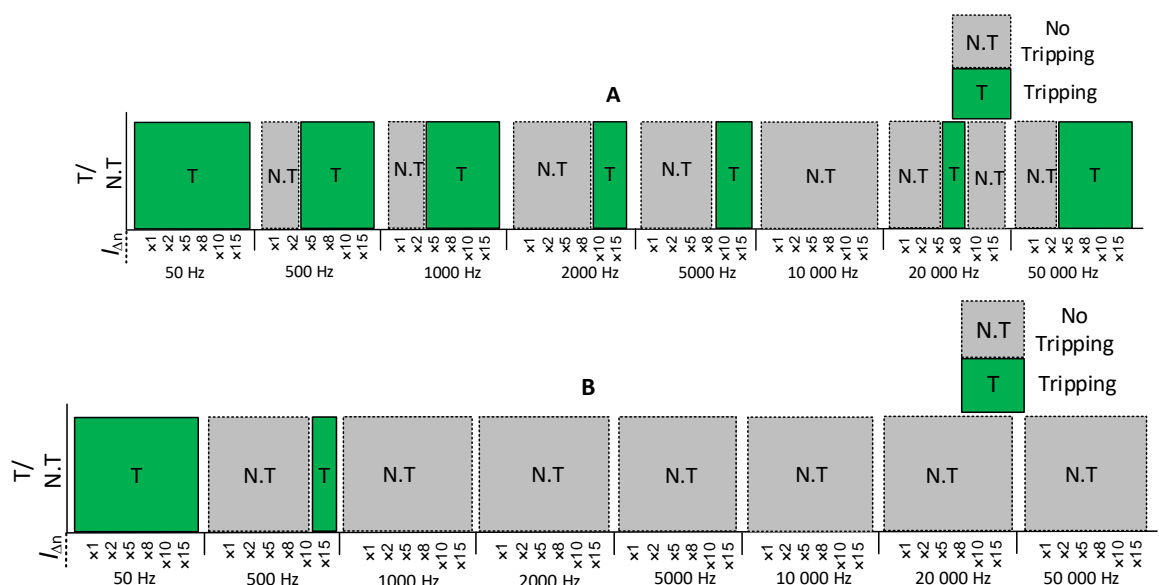 N.T No Tripping
T Tripping
A
T/ N.T
T N.T T N.T T N.T T N.T T N.T N.T T N.T N.T T
IΔn
×1 ×2 ×5 ×8 ×10 ×15 ×1 ×2 ×5 ×8 ×10 ×15 ×1 ×2 ×5 ×8 ×10 ×15 ×1 ×2 ×5 ×8 ×10 ×15 ×1 ×2 ×5 ×8 ×10 ×15 ×1 ×2 ×5 ×8 ×10 ×15 ×1 ×2 ×5 ×8 ×10 ×15 ×1 ×2 ×5 ×8 ×10 ×15
50 Hz 500 Hz 1000 Hz 2000 Hz 5000 Hz 10 000 Hz 20 000 Hz 50 000 Hz
N.T No Tripping
T Tripping
B
T/ N.T
T N.T T N.T N.T N.T N.T N.T N.T
IΔn
×1 ×2 ×5 ×8 ×10 ×15 ×1 ×2 ×5 ×8 ×10 ×15 ×1 ×2 ×5 ×8 ×10 ×15 ×1 ×2 ×5 ×8 ×10 ×15 ×1 ×2 ×5 ×8 ×10 ×15 ×1 ×2 ×5 ×8 ×10 ×15 ×1 ×2 ×5 ×8 ×10 ×15 ×1 ×2 ×5 ×8 ×10 ×15
50 Hz 500 Hz 1000 Hz 2000 Hz 5000 Hz 10 000 Hz 20 000 Hz 50 000 Hz